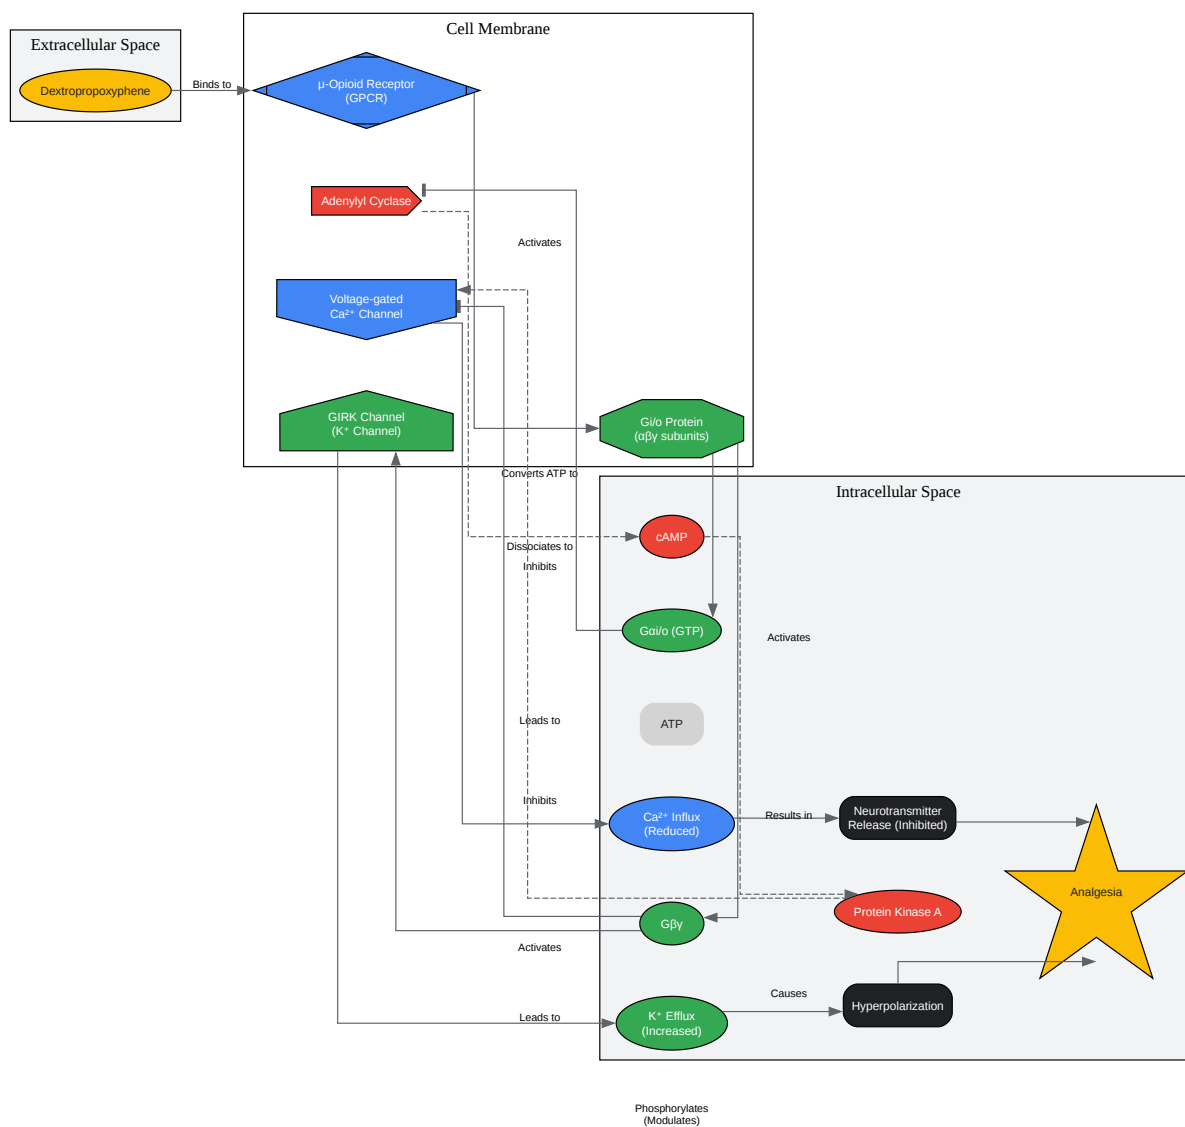 Extracellular Space
Dextropropoxyphene
Binds to
Cell Membrane
μ-Opioid Receptor
(GPCR)
Adenylyl Cyclase
Activates
Voltage-gated
Ca²⁺ Channel
GIRK Channel
(K⁺ Channel)
Gi/o Protein
(αβγ subunits)
Converts ATP to
Intracellular Space
cAMP
Dissociates to
Inhibits
Gαi/o (GTP)
Activates
Leads to
ATP
Inhibits
Ca²⁺ Influx
(Reduced)
Results in
Neurotransmitter
Release (Inhibited)
Analgesia
Protein Kinase A
Gβγ
Activates
Causes
Hyperpolarization
Leads to
K⁺ Efflux
(Increased)
Phosphorylates
(Modulates)